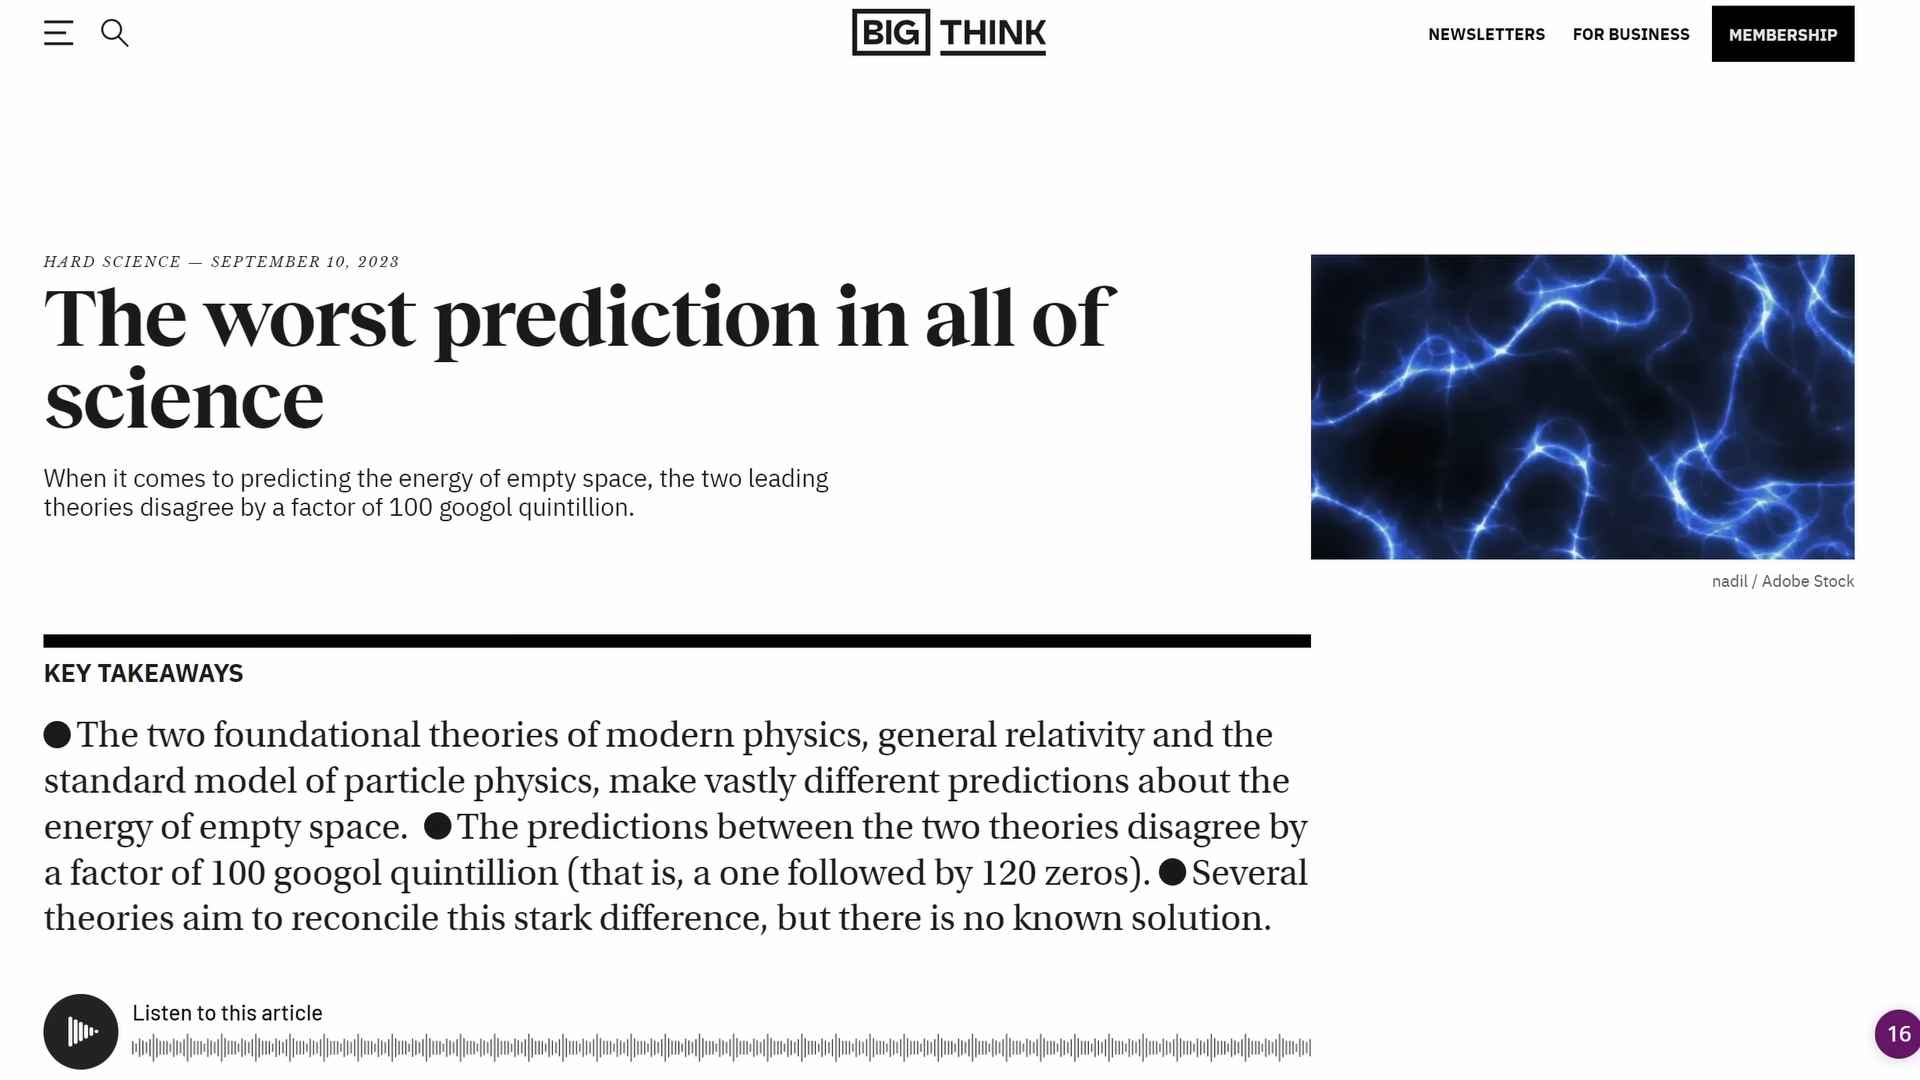 BIG THINK
NEWSLETTERS
FOR BUSINESS
MEMBERSHIP
HARD SCIENCE — SEPTEMBER 10, 2023
The worst prediction in all of
science
When it comes to predicting the energy of empty space, the two leading
theories disagree by a factor of 100 googol quintillion.
nadil / Adobe Stock
KEY TAKEAWAYS
● The two foundational theories of modern physics, general relativity and the
standard model of particle physics, make vastly different predictions about the
energy of empty space. ● The predictions between the two theories disagree by
a factor of 100 googol quintillion (that is, a one followed by 120 zeros). ● Several
theories aim to reconcile this stark difference, but there is no known solution.
Listen to this article
16